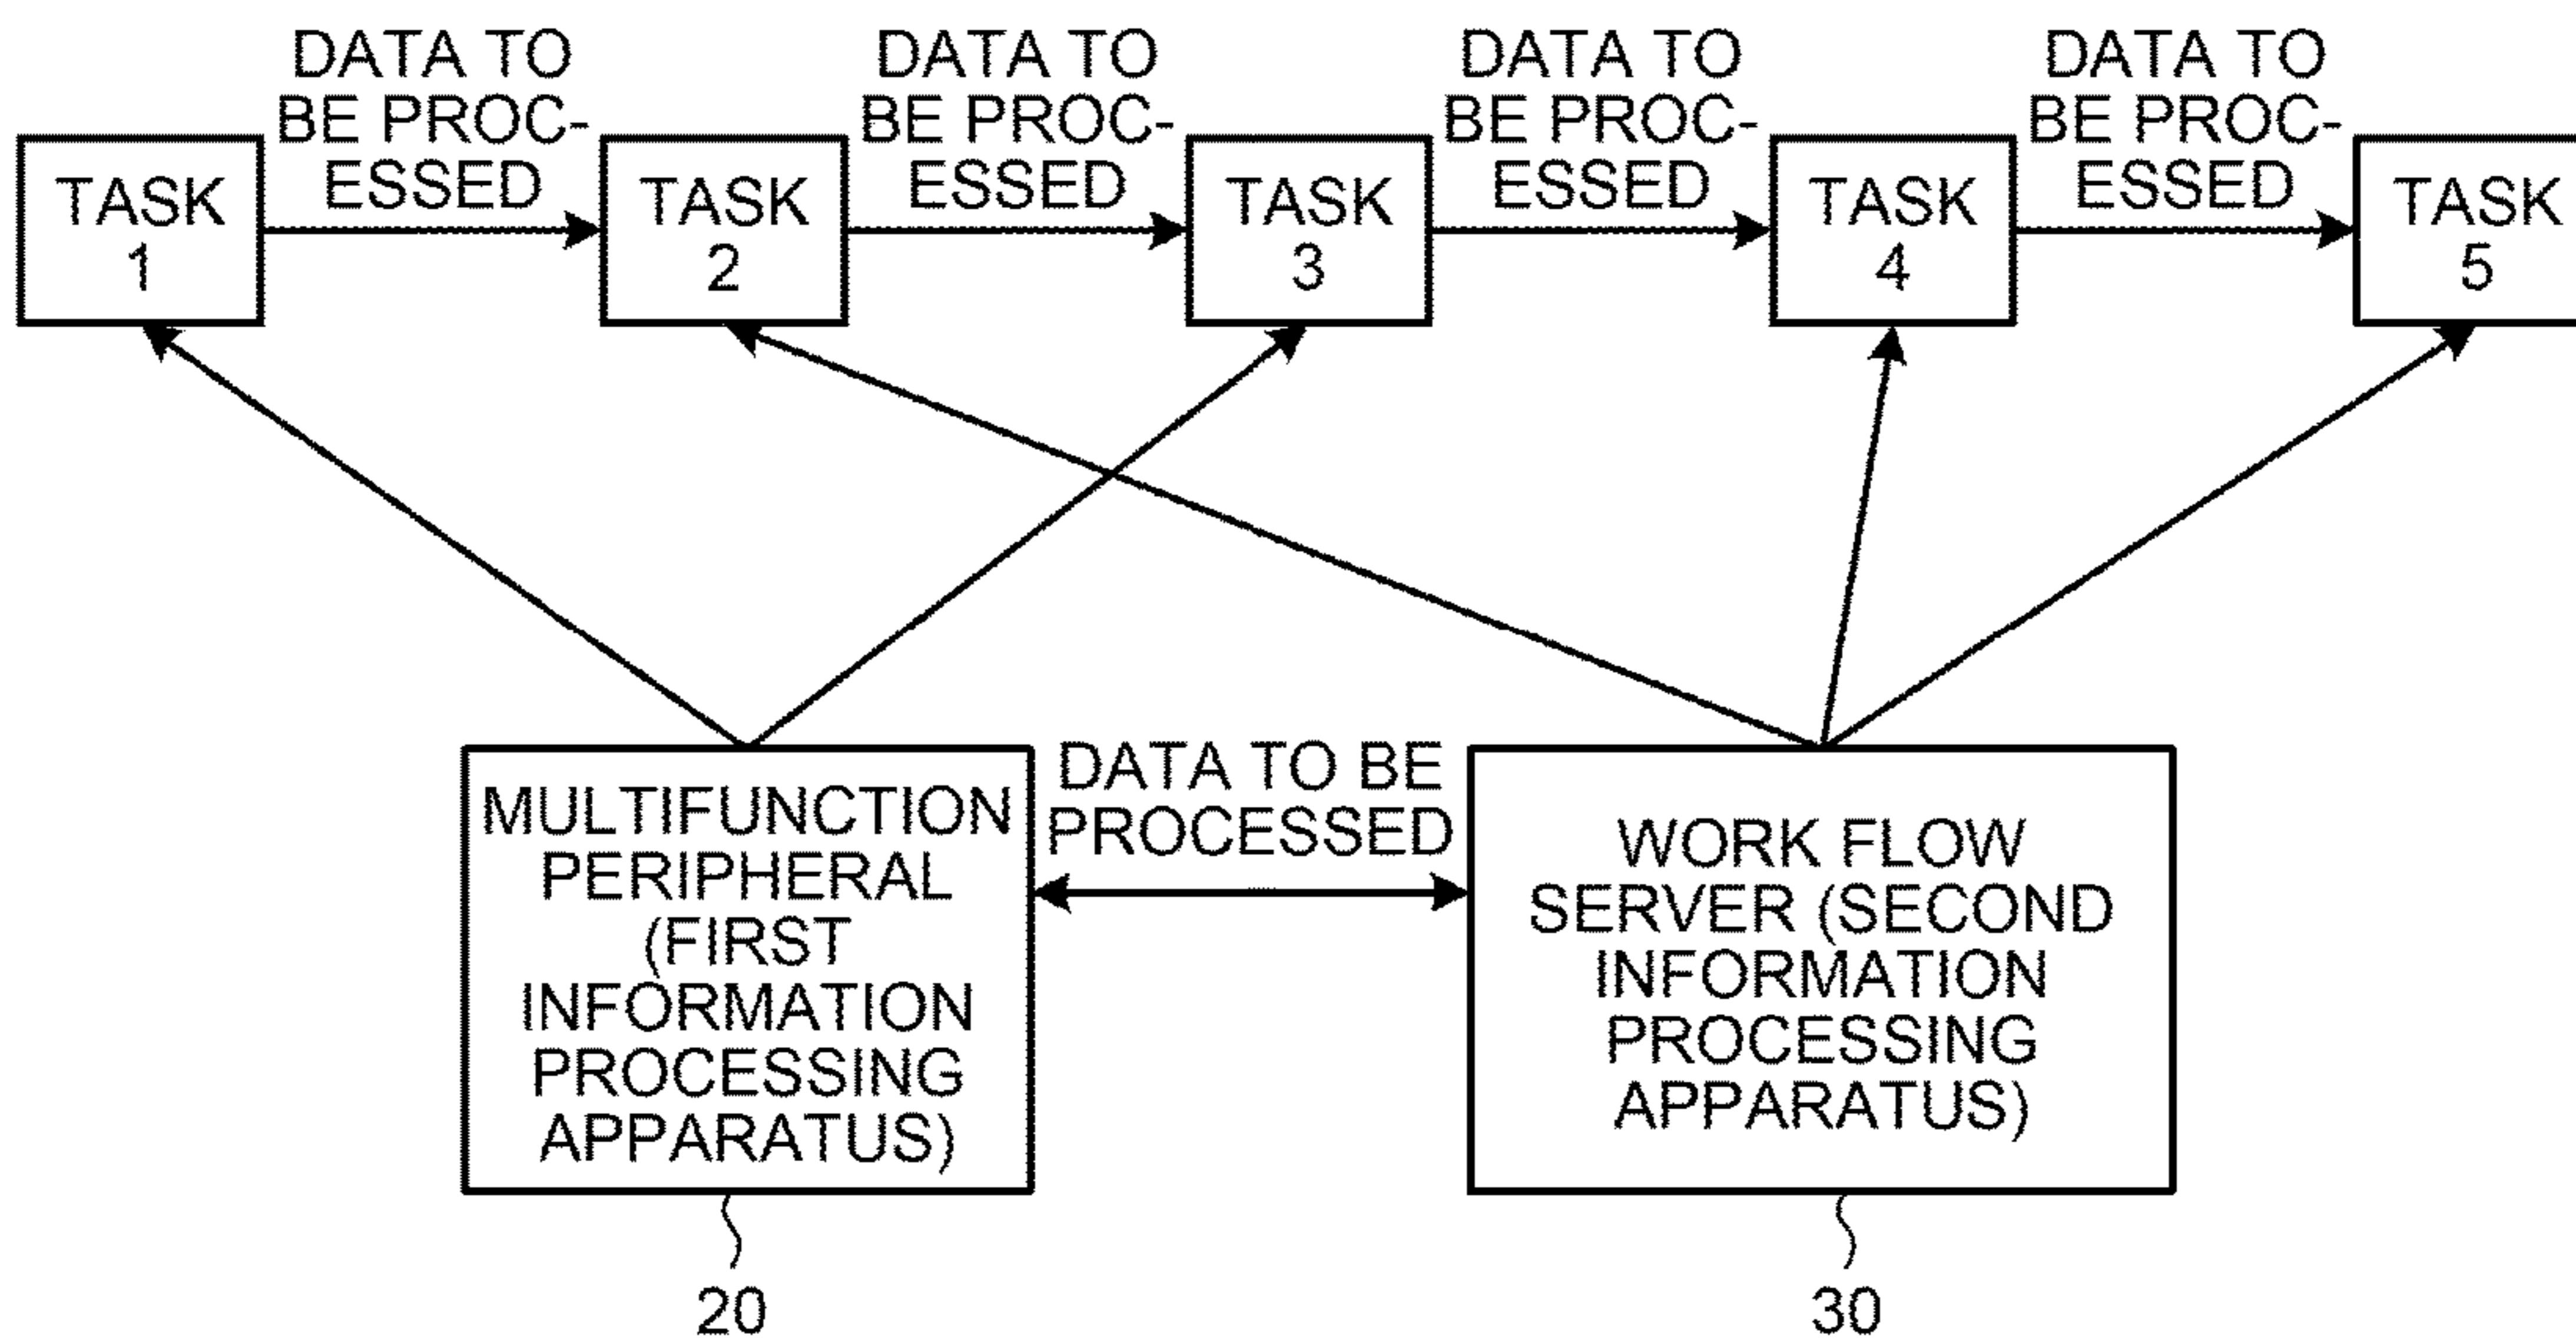 DATA TO
BE PROC-
ESSED
DATA TO
BE PROC-
ESSED
DATA TO
BE PROC-
ESSED
DATA TO
BE PROC-
ESSED
TASK
1
TASK
2
TASK
3
TASK
4
TASK
5
MULTIFUNCTION
PERIPHERAL
(FIRST
INFORMATION
PROCESSING
APPARATUS)
DATA TO BE
PROCESSED
WORK FLOW
SERVER (SECOND
INFORMATION
PROCESSING
APPARATUS)
20
30